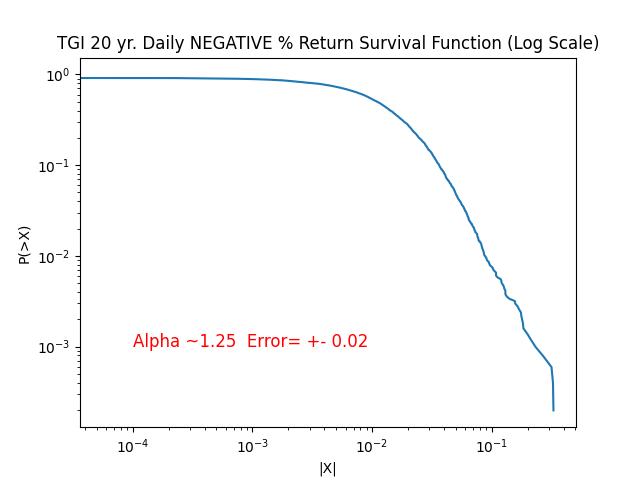 TGI 20 yr. Daily NEGATIVE % Return Survival Function (Log Scale)
10⁰
10⁻¹
10⁻²
10⁻³
P(>X)
Alpha ~1.25  Error= +- 0.02
10⁻⁴ 10⁻³ 10⁻² 10⁻¹
|X|